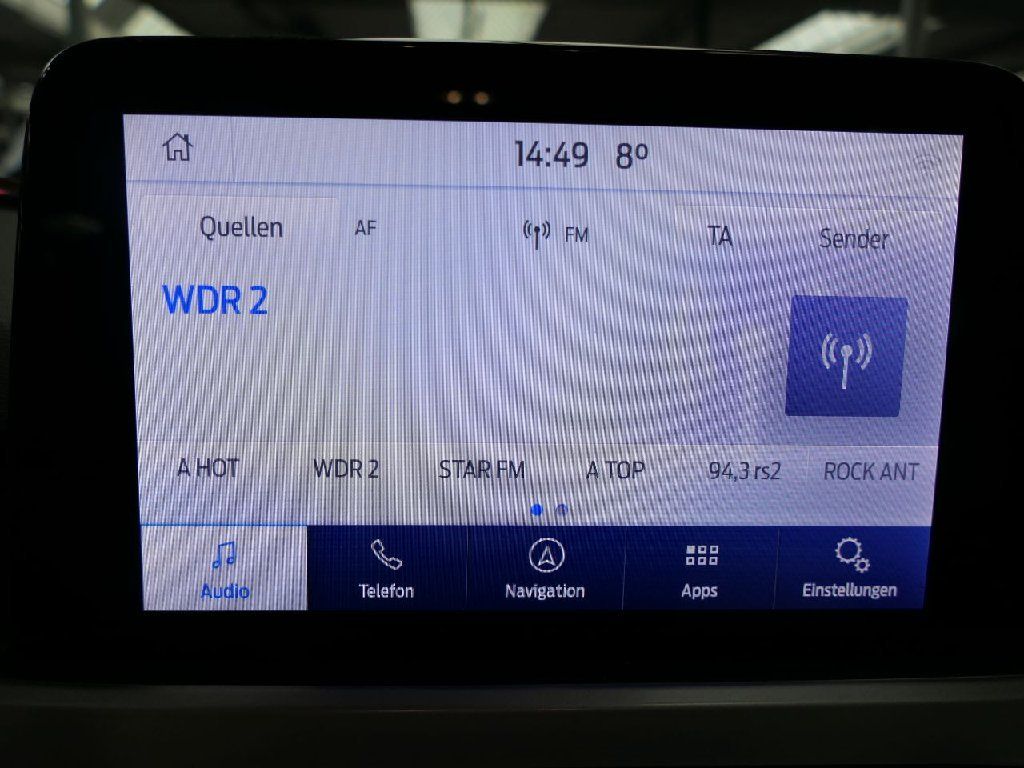 14:49 8º
Quellen AF FM TA Sender
WDR 2
A HOT WDR 2 STAR FM A TOP 94,3 rs2 ROCK ANT
Audio Telefon Navigation Apps Einstellungen